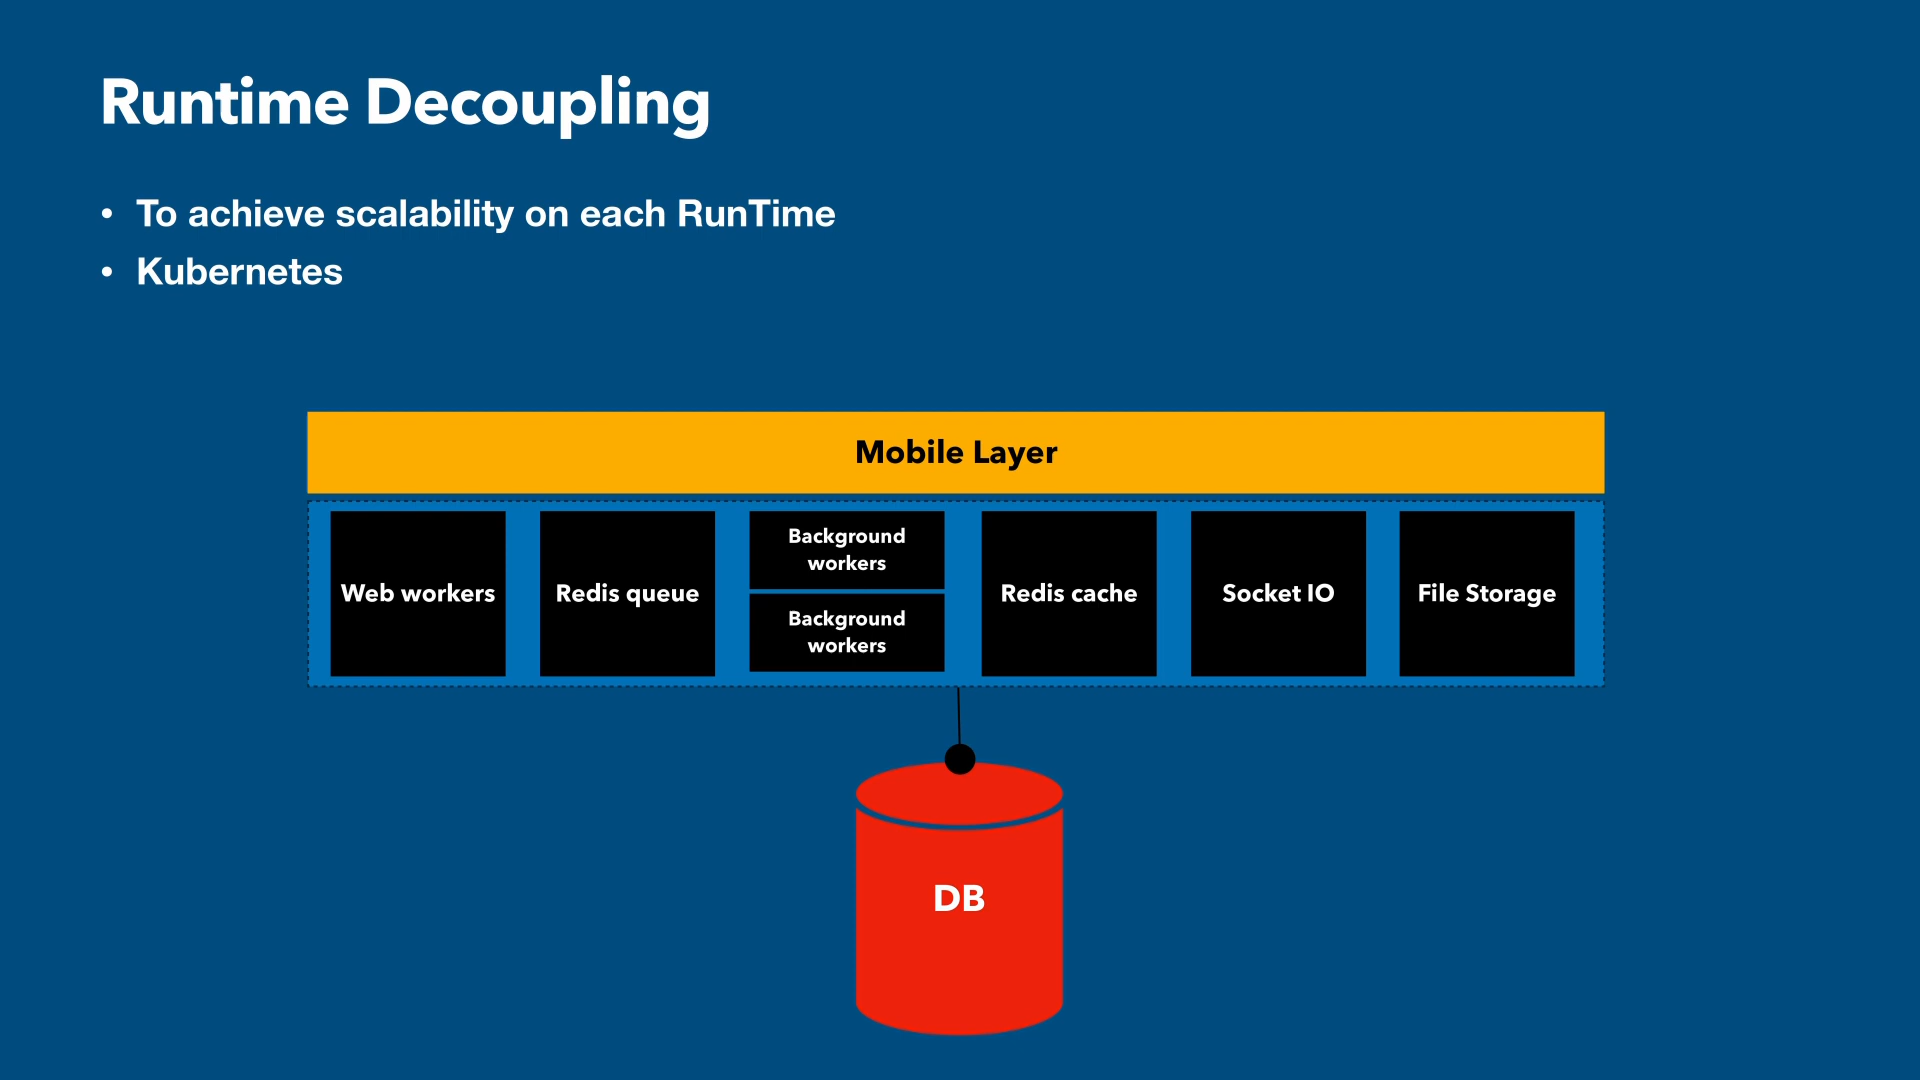 Runtime Decoupling
• To achieve scalability on each RunTime
• Kubernetes
Mobile Layer
Web workers
Redis queue
Background
workers
Background
workers
Redis cache
Socket IO
File Storage
DB